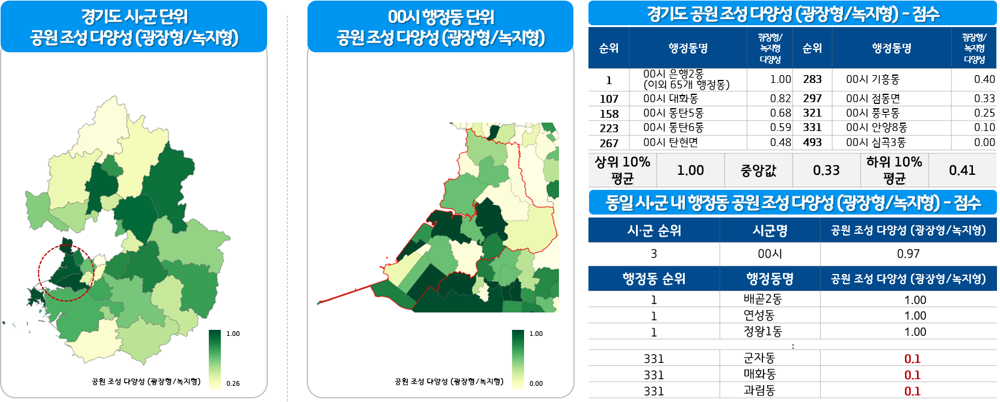 경기도 시·군 단위
공원 조성 다양성 (광장형/녹지형)
1.00
0.26
공원 조성 다양성 (광장형/녹지형)
00시 행정동 단위
공원 조성 다양성 (광장형/녹지형)
1.00
0.00
공원 조성 다양성 (광장형/녹지형)
경기도 공원 조성 다양성 (광장형/녹지형) - 점수
순위 행정동명 광장형/녹지형 다양성 순위 행정동명 광장형/녹지형 다양성
1 00시 은행2동 (이외 65개 행정동) 1.00 283 00시 기흥동 0.40
107 00시 대화동 0.82 297 00시 점동면 0.33
158 00시 동탄5동 0.68 321 00시 풍무동 0.25
223 00시 동탄6동 0.59 331 00시 안양8동 0.10
267 00시 탄현면 0.48 493 00시 심곡3동 0.00
상위 10% 평균 1.00 중앙값 0.33 하위 10% 평균 0.41
동일 시·군 내 행정동 공원 조성 다양성 (광장형/녹지형) - 점수
시·군 순위 시군명 공원 조성 다양성 (광장형/녹지형)
3 00시 0.97
행정동 순위 행정동명 공원 조성 다양성 (광장형/녹지형)
1 배곧2동 1.00
1 연성동 1.00
1 정왕1동 1.00
:
331 군자동 0.1
331 매화동 0.1
331 과림동 0.1